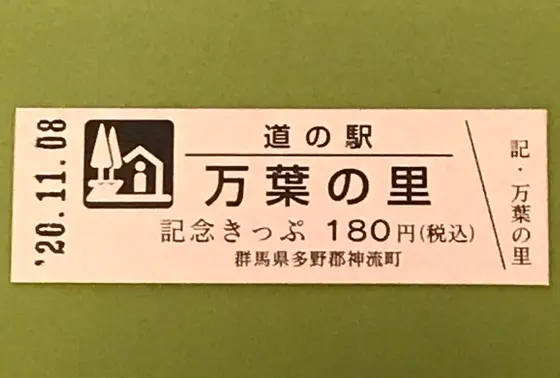 '20.11.08
道の駅
万葉の里
記念きっぷ 180円(税込)
群馬県多野郡神流町
記・万葉の里